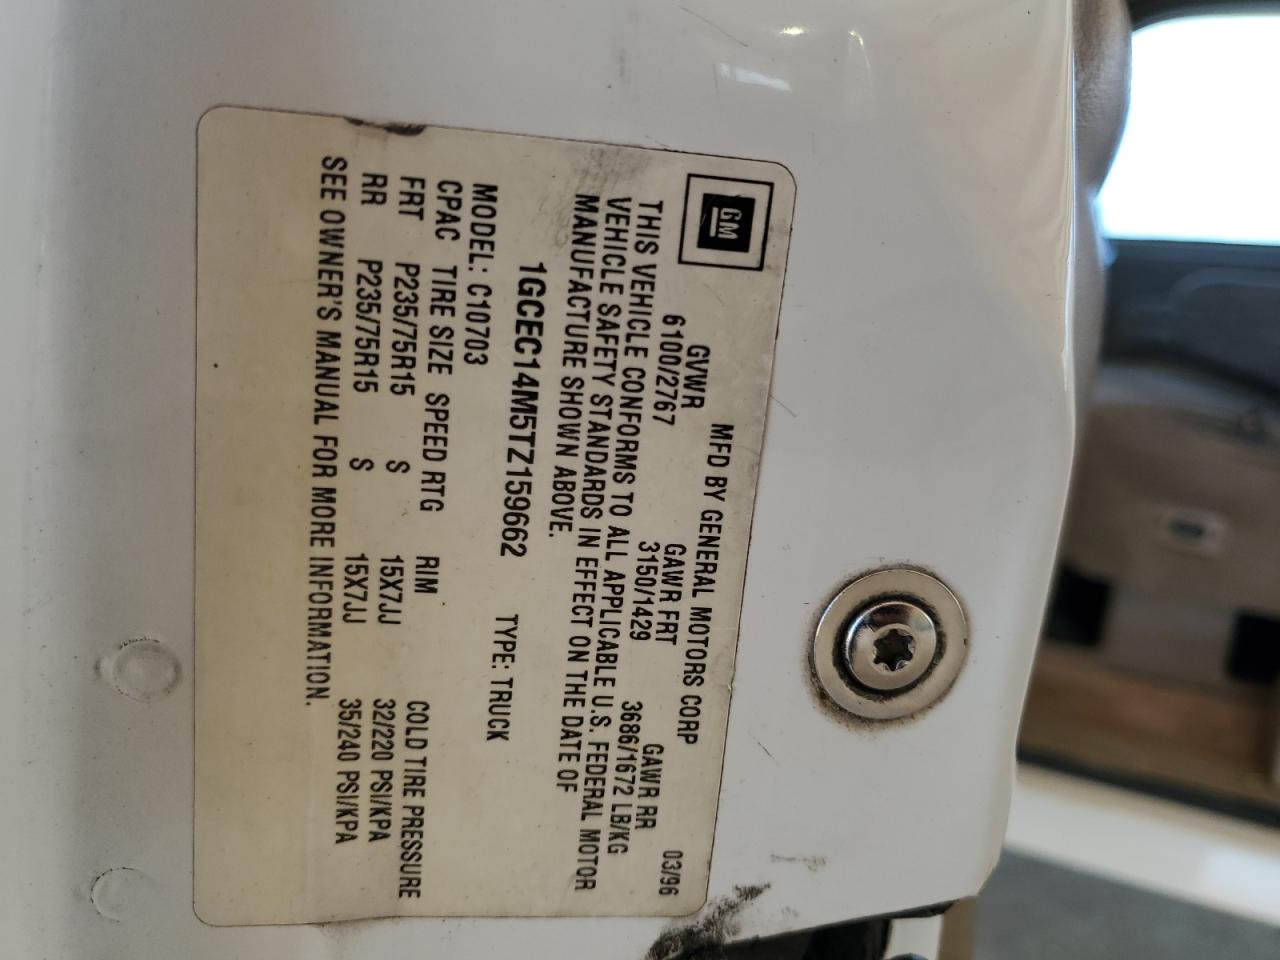 GM
MFD BY GENERAL MOTORS CORP 03/96
GVWR GAWR FRT GAWR RR
6100/2767 3150/1429 3686/1672 LB/KG
THIS VEHICLE CONFORMS TO ALL APPLICABLE U.S. FEDERAL MOTOR
VEHICLE SAFETY STANDARDS IN EFFECT ON THE DATE OF
MANUFACTURE SHOWN ABOVE.
1GCEC14M5TZ159662 TYPE: TRUCK
MODEL: C10703
CPAC TIRE SIZE SPEED RTG RIM COLD TIRE PRESSURE
FRT P235/75R15 S 15X7JJ 32/220 PSI/KPA
RR P235/75R15 S 15X7JJ 35/240 PSI/KPA
SEE OWNER'S MANUAL FOR MORE INFORMATION.